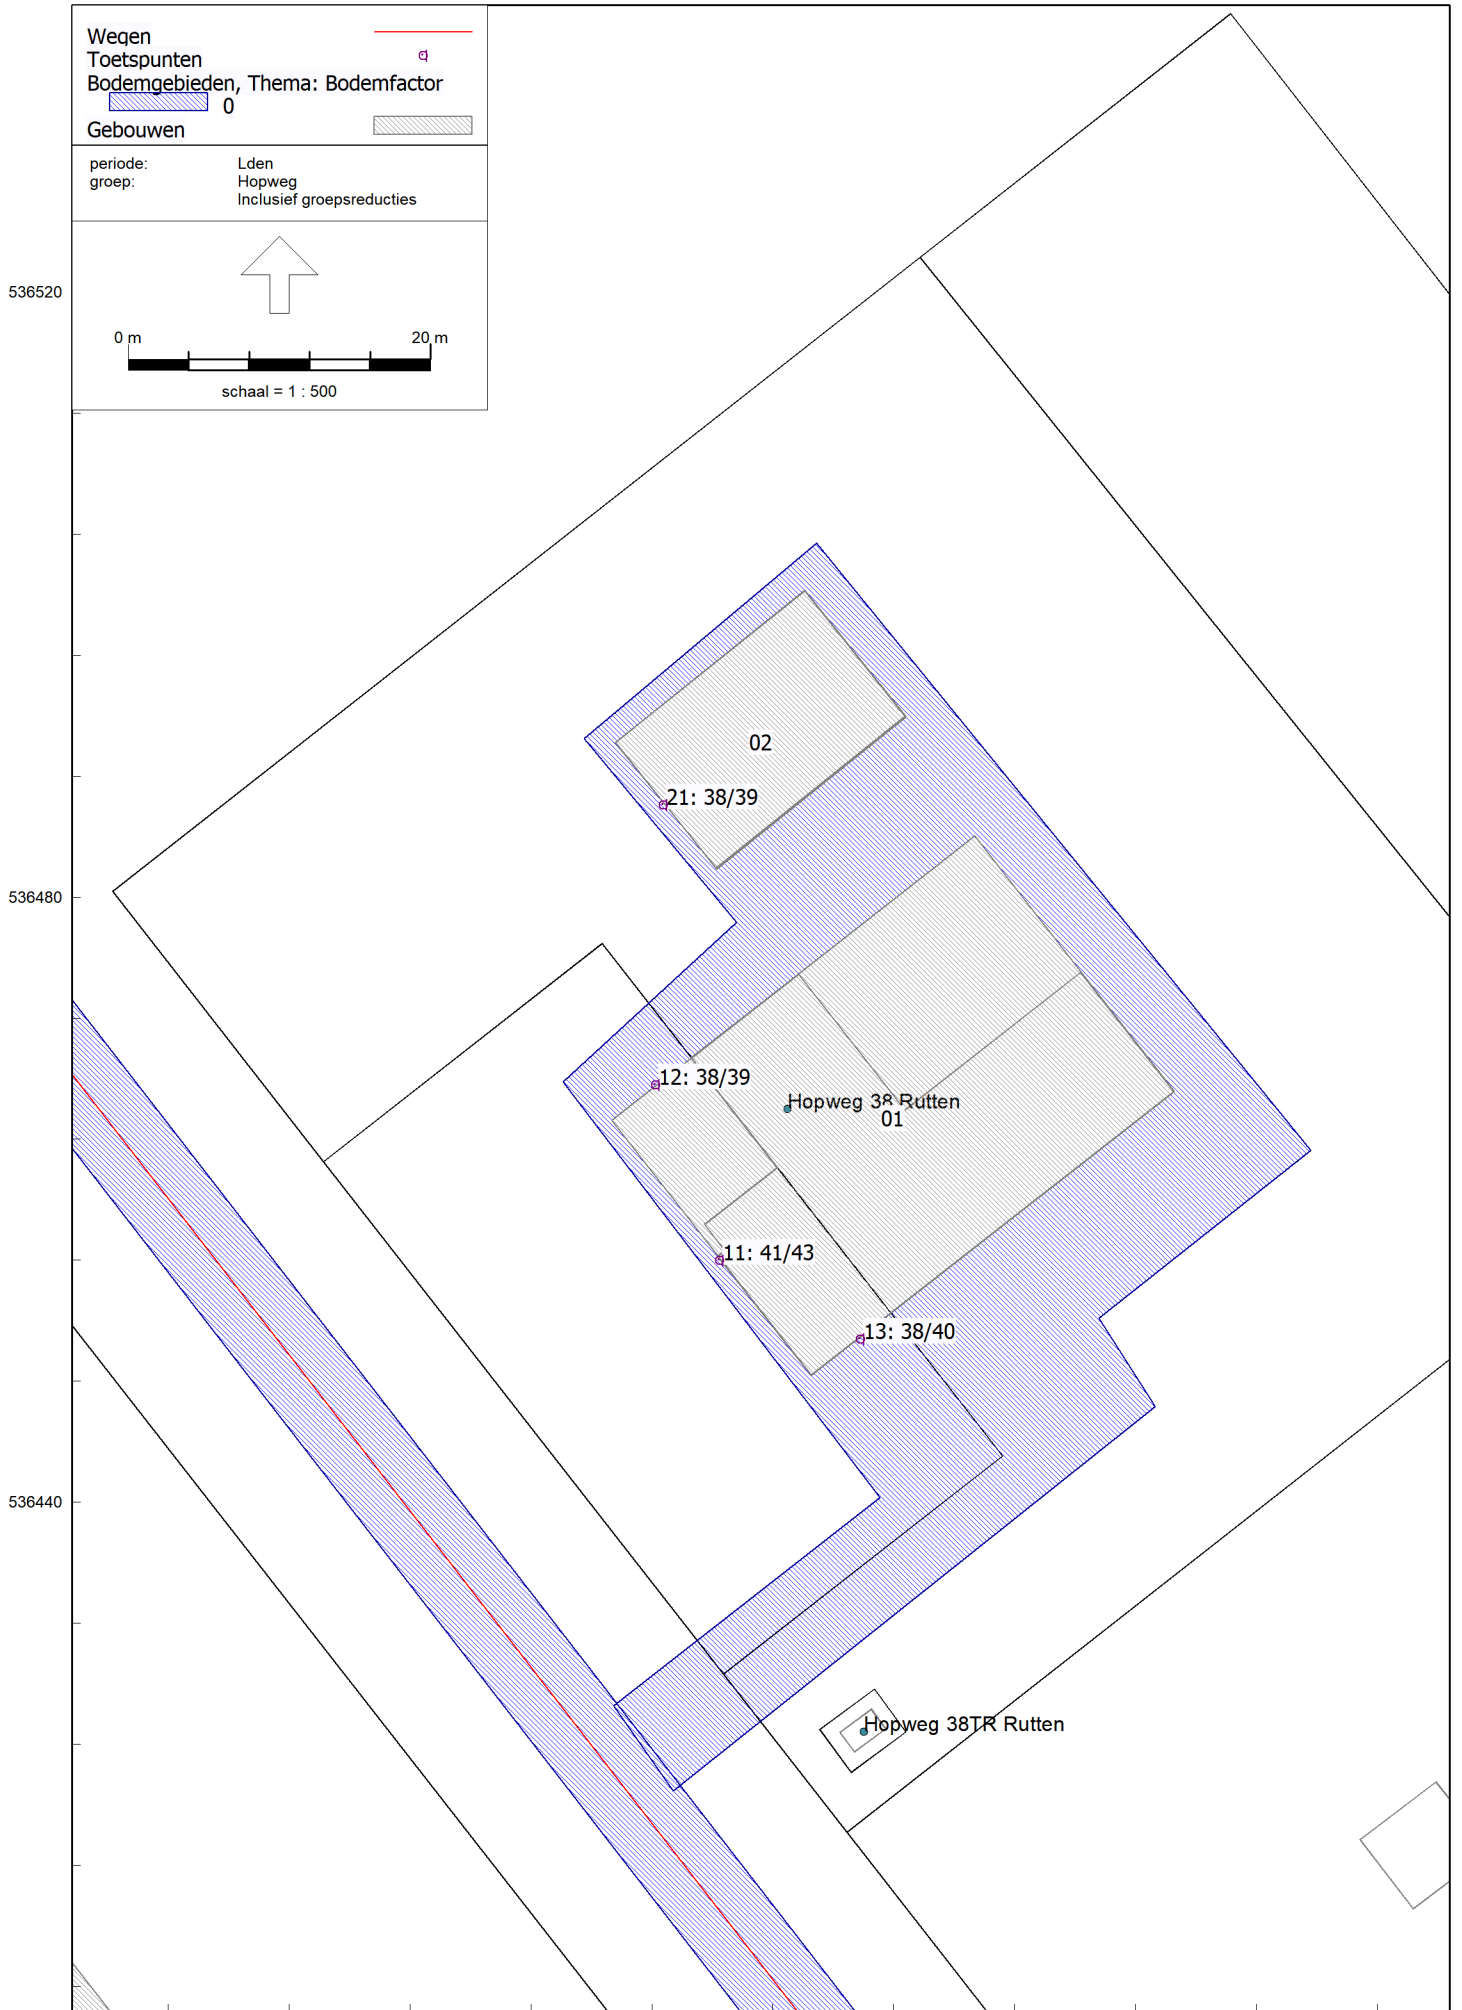 Wegen
Toetspunten
Bodemgebieden, Thema: Bodemfactor
0
Gebouwen
periode: Lden
groep: Hopweg
Inclusief groepsreducties
0 m 20 m
schaal = 1 : 500
536520
02
21: 38/39
536480
12: 38/39
Hopweg 38 Rutten
01
11: 41/43
13: 38/40
536440
Hopweg 38TR Rutten